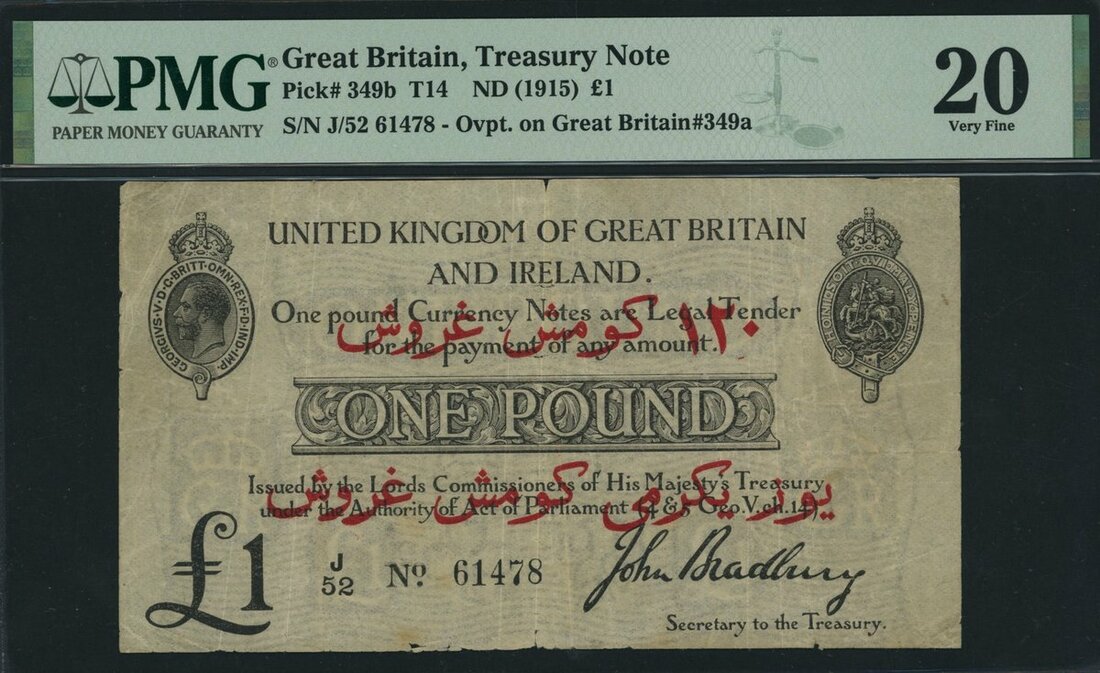 PMG®
PAPER MONEY GUARANTY
Great Britain, Treasury Note
Pick# 349b T14 ND (1915) £1
S/N J/52 61478 - Ovpt. on Great Britain#349a
20
Very Fine
UNITED KINGDOM OF GREAT BRITAIN
AND IRELAND.
GEORGIVS·V·D·G·BRITT·OMN·REX·F·D·IND·IMP·
One pound Currency Notes are Legal Tender
for the payment of any amount.
١٢٠ كومش غروش
ONE POUND
Issued by the Lords Commissioners of His Majesty's Treasury
under the Authority of Act of Parliament (4 & 5 Geo.V.ch.14).
يوز يكرمي كومش غروش
£1
J
52
Nº 61478
John Bradbury
Secretary to the Treasury.